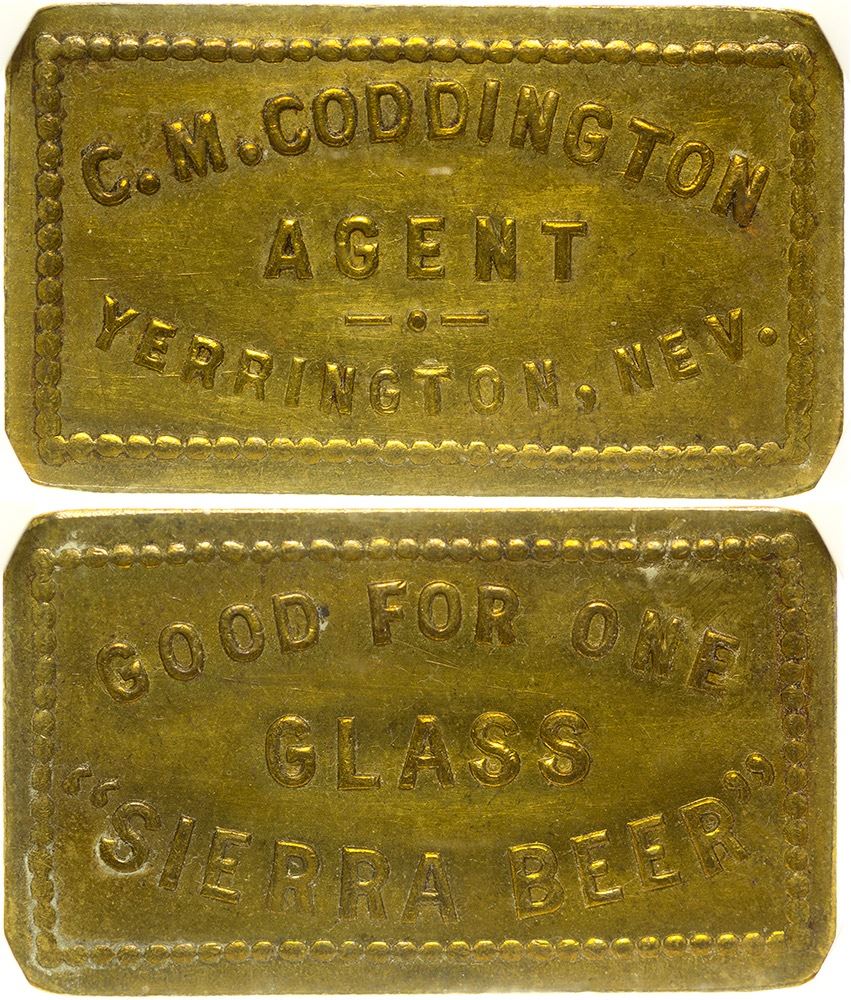 C.M.CODDINGTON
AGENT
YERRINGTON, NEV.
GOOD FOR ONE
GLASS
“SIERRA BEER”